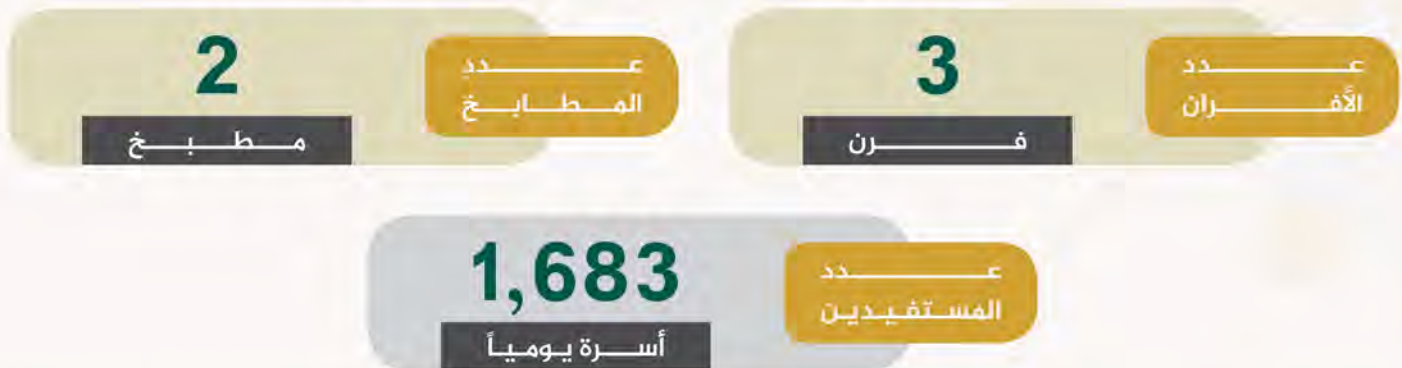 عدد
الأفران
3
فرن
عدد
المطابخ
2
مطبخ
عدد
المستفيدين
1,683
أسرة يومياً